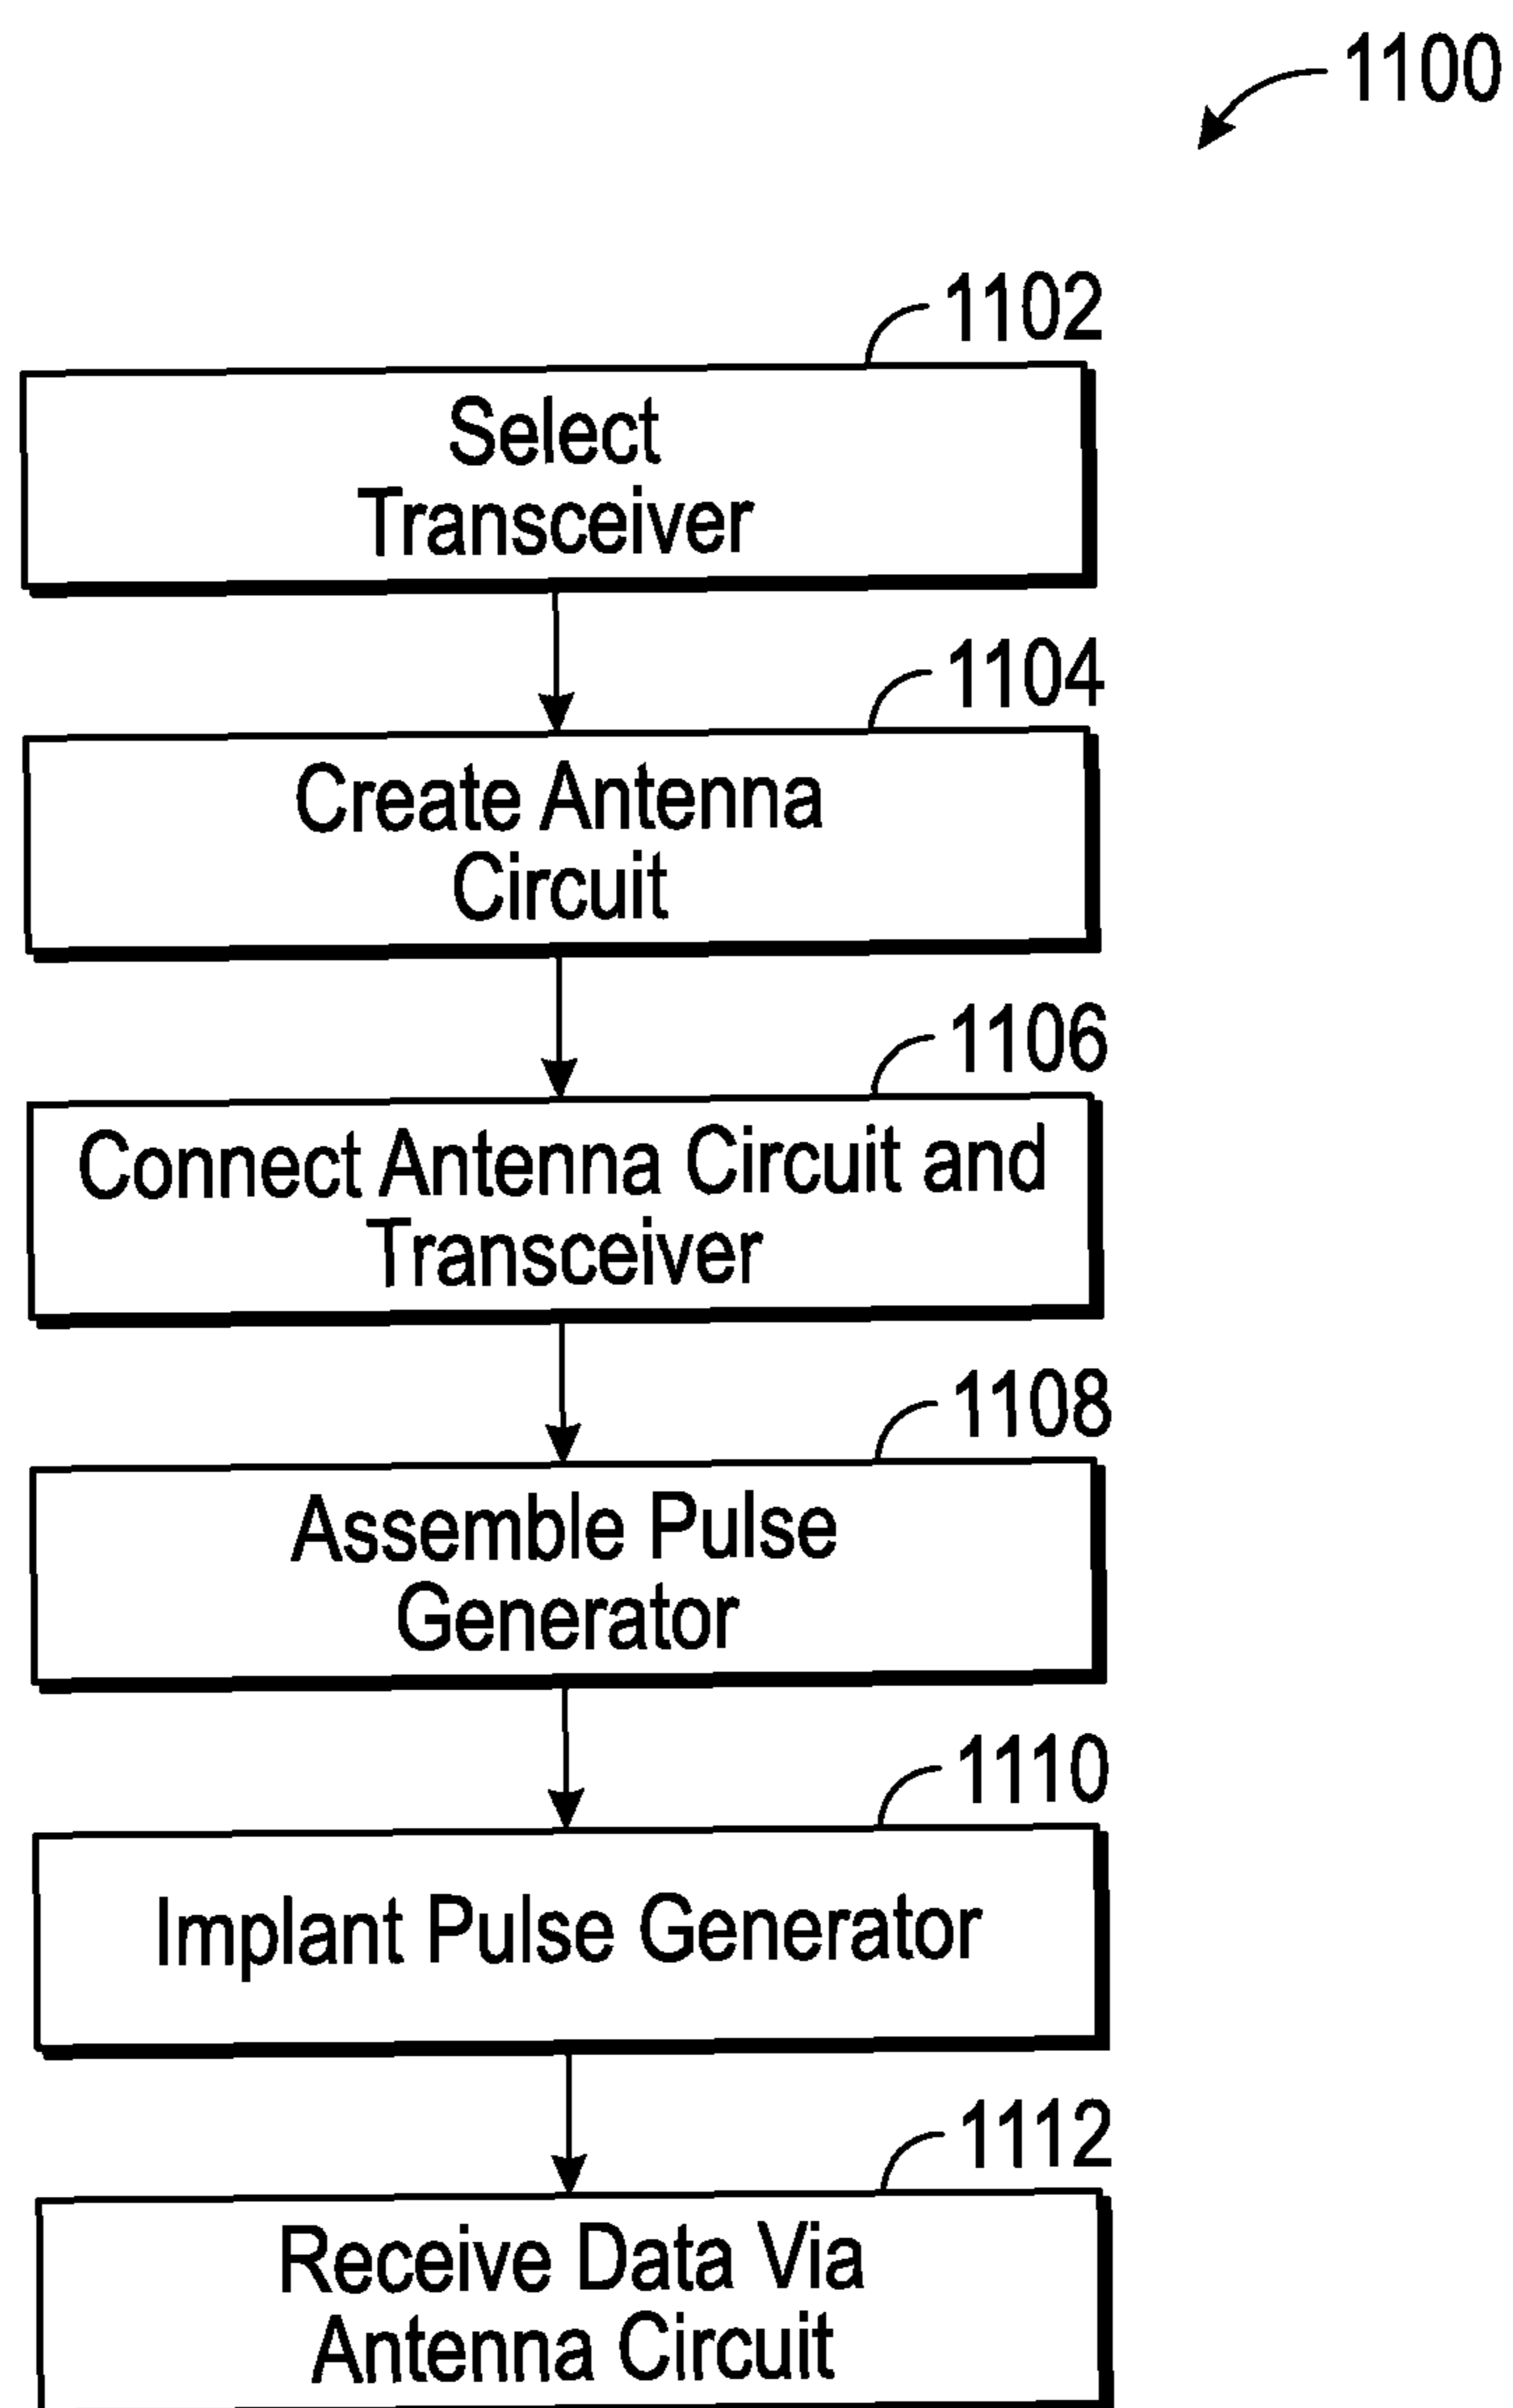 1100
1102
Select
Transceiver
1104
Create Antenna
Circuit
1106
Connect Antenna Circuit and
Transceiver
1108
Assemble Pulse
Generator
1110
Implant Pulse Generator
1112
Receive Data Via
Antenna Circuit